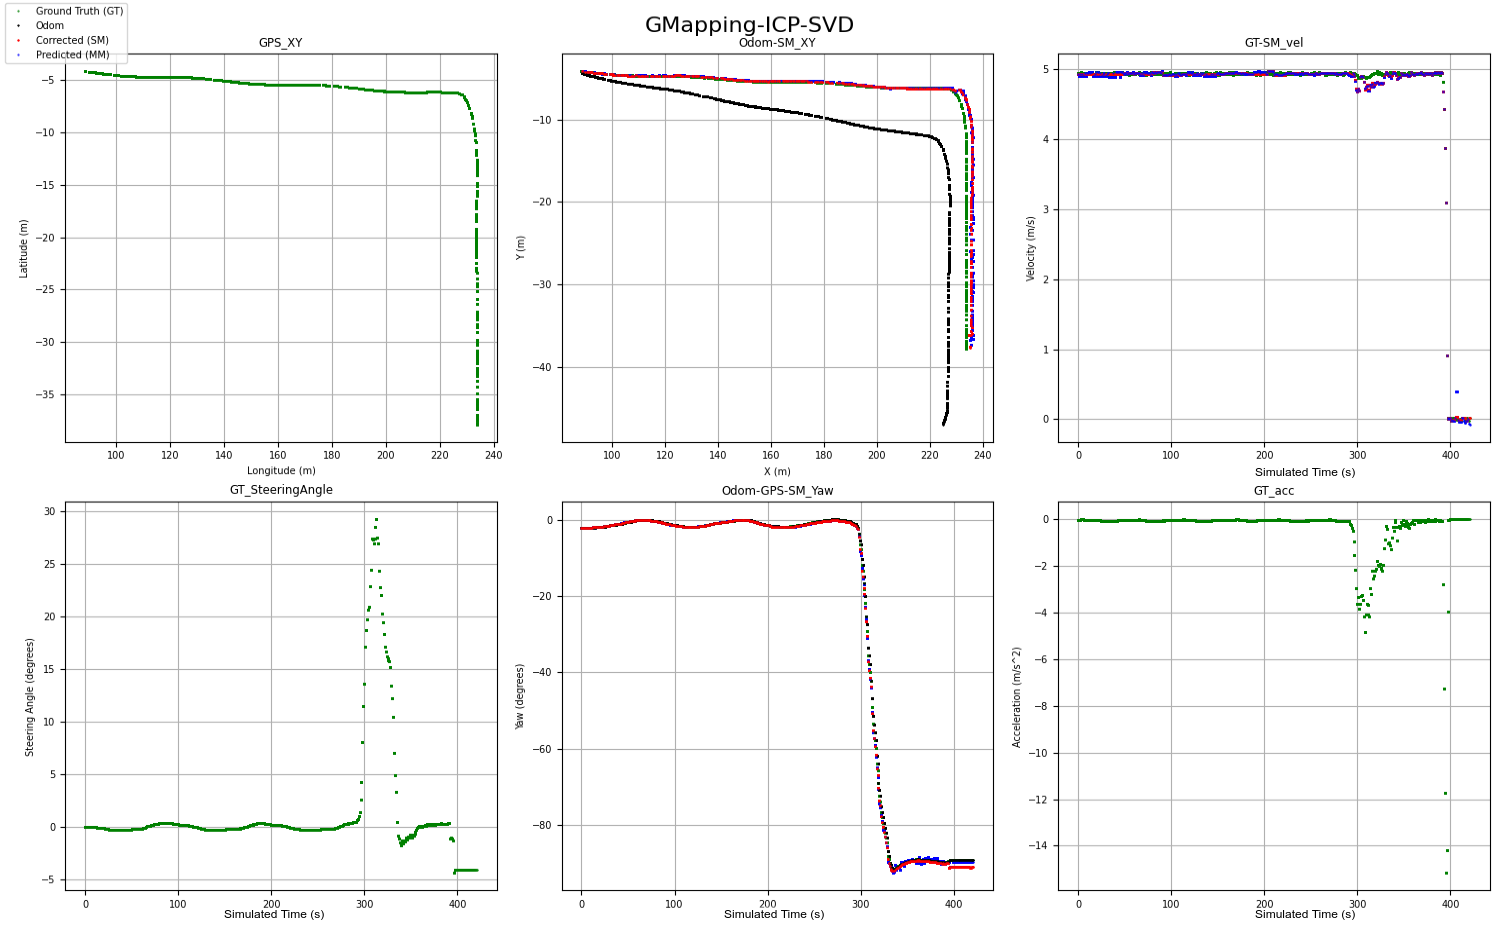 GMapping-ICP-SVD
Ground Truth (GT)
Odom
Corrected (SM)
Predicted (MM)
GPS_XY
Latitude (m)
−5
−10
−15
−20
−25
−30
−35
100 120 140 160 180 200 220 240
Longitude (m)
Odom-SM_XY
Y (m)
−10
−20
−30
−40
100 120 140 160 180 200 220 240
X (m)
GT-SM_vel
Velocity (m/s)
5
4
3
2
1
0
0 100 200 300 400
Simulated Time (s)
GT_SteeringAngle
Steering Angle (degrees)
30
25
20
15
10
5
0
−5
0 100 200 300 400
Simulated Time (s)
Odom-GPS-SM_Yaw
Yaw (degrees)
0
−20
−40
−60
−80
0 100 200 300 400
Simulated Time (s)
GT_acc
Acceleration (m/s^2)
0
−2
−4
−6
−8
−10
−12
−14
0 100 200 300 400
Simulated Time (s)